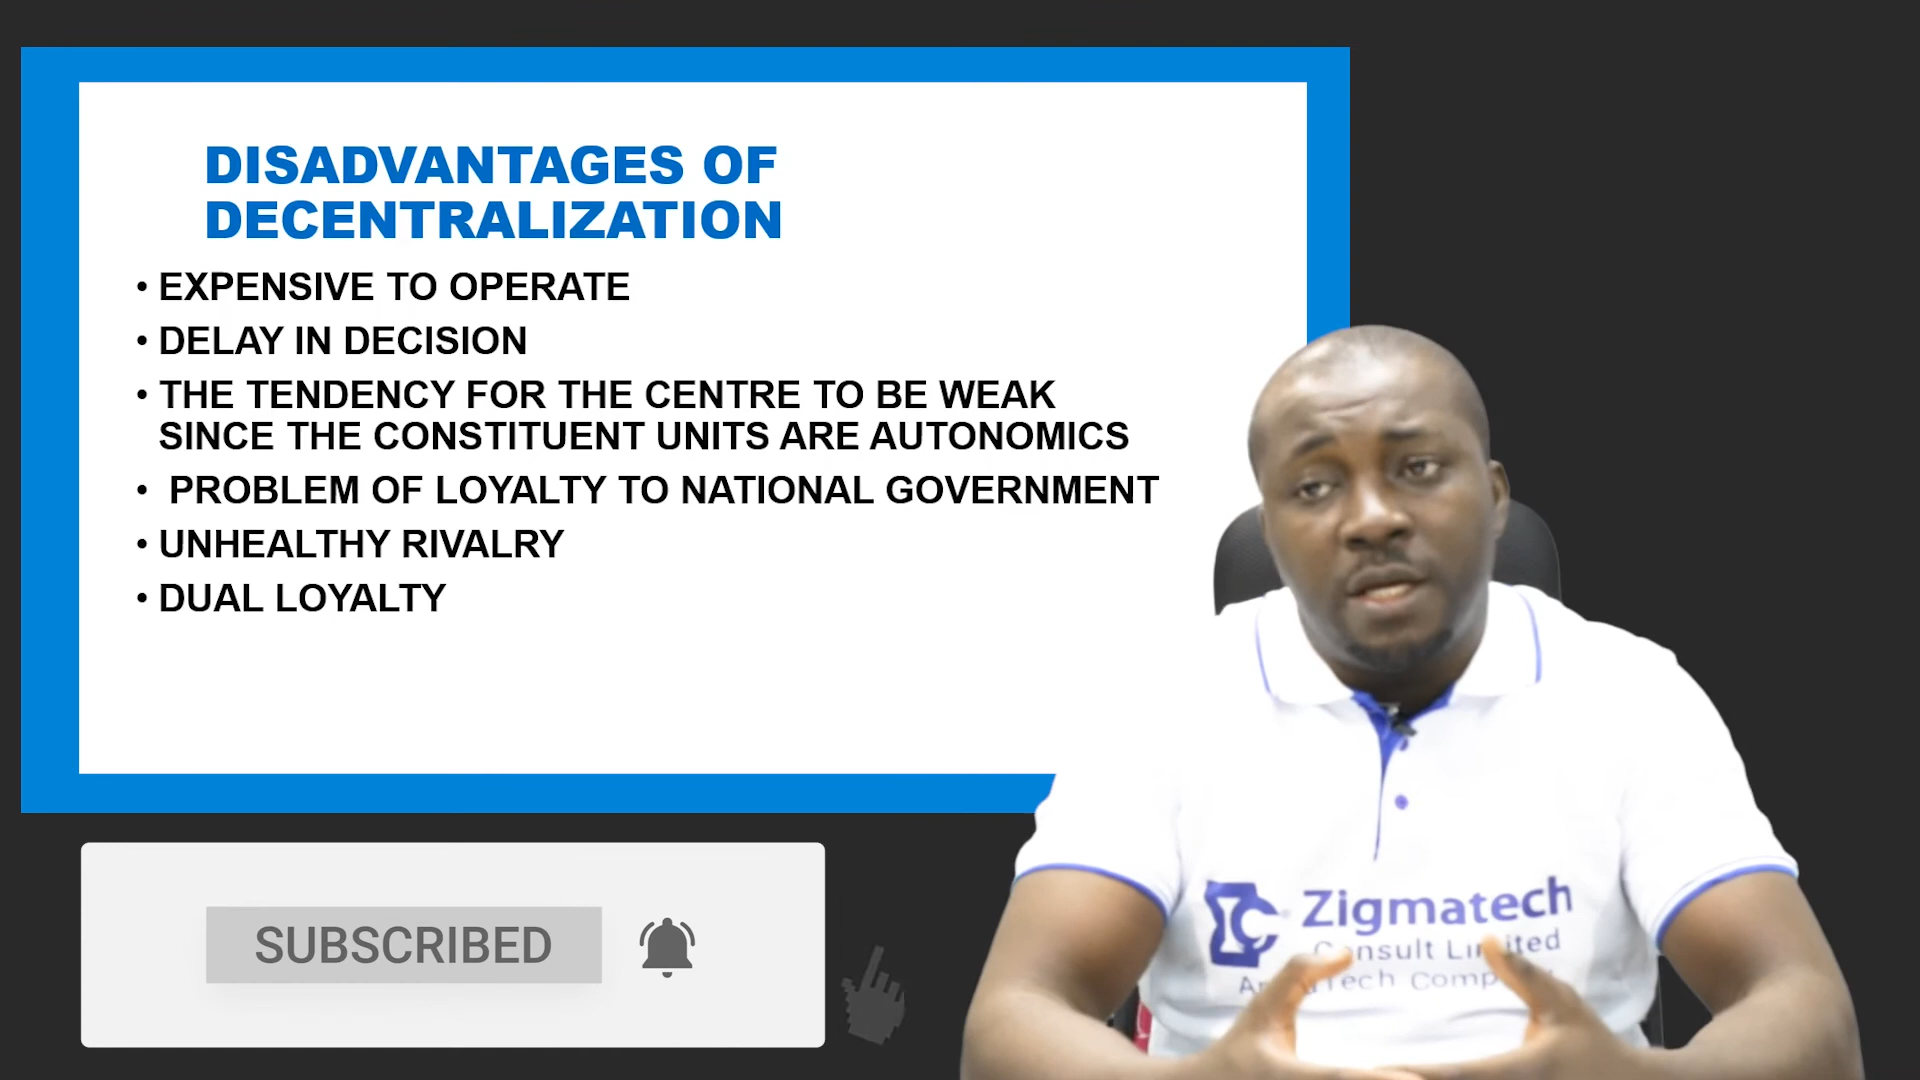 DISADVANTAGES OF
DECENTRALIZATION
• EXPENSIVE TO OPERATE
• DELAY IN DECISION
• THE TENDENCY FOR THE CENTRE TO BE WEAK
SINCE THE CONSTITUENT UNITS ARE AUTONOMICS
• PROBLEM OF LOYALTY TO NATIONAL GOVERNMENT
• UNHEALTHY RIVALRY
• DUAL LOYALTY
SUBSCRIBED
Zigmatech